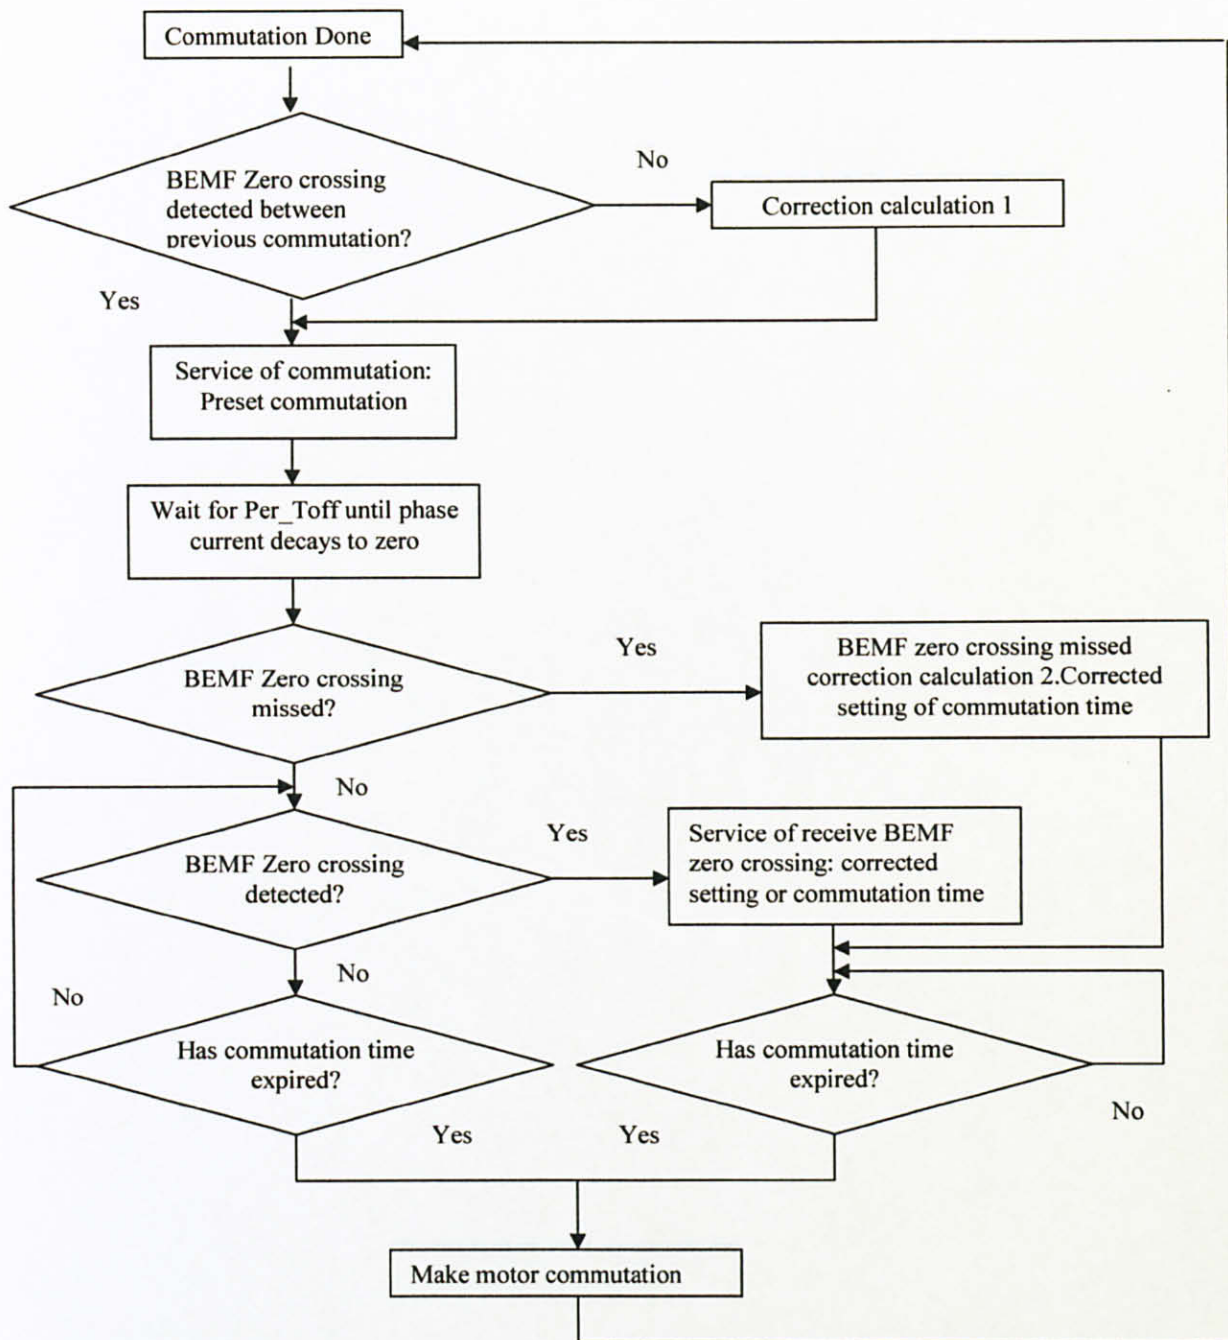 Commutation Done
BEMF Zero crossing
detected between
previous commutation?
No
Correction calculation 1
Yes
Service of commutation:
Preset commutation
Wait for Per_Toff until phase
current decays to zero
BEMF Zero crossing
missed?
Yes
BEMF zero crossing missed
correction calculation 2.Corrected
setting of commutation time
No
BEMF Zero crossing
detected?
Yes
Service of receive BEMF
zero crossing: corrected
setting or commutation time
No
No
Has commutation time
expired?
Yes
Has commutation time
expired?
Yes
No
Make motor commutation